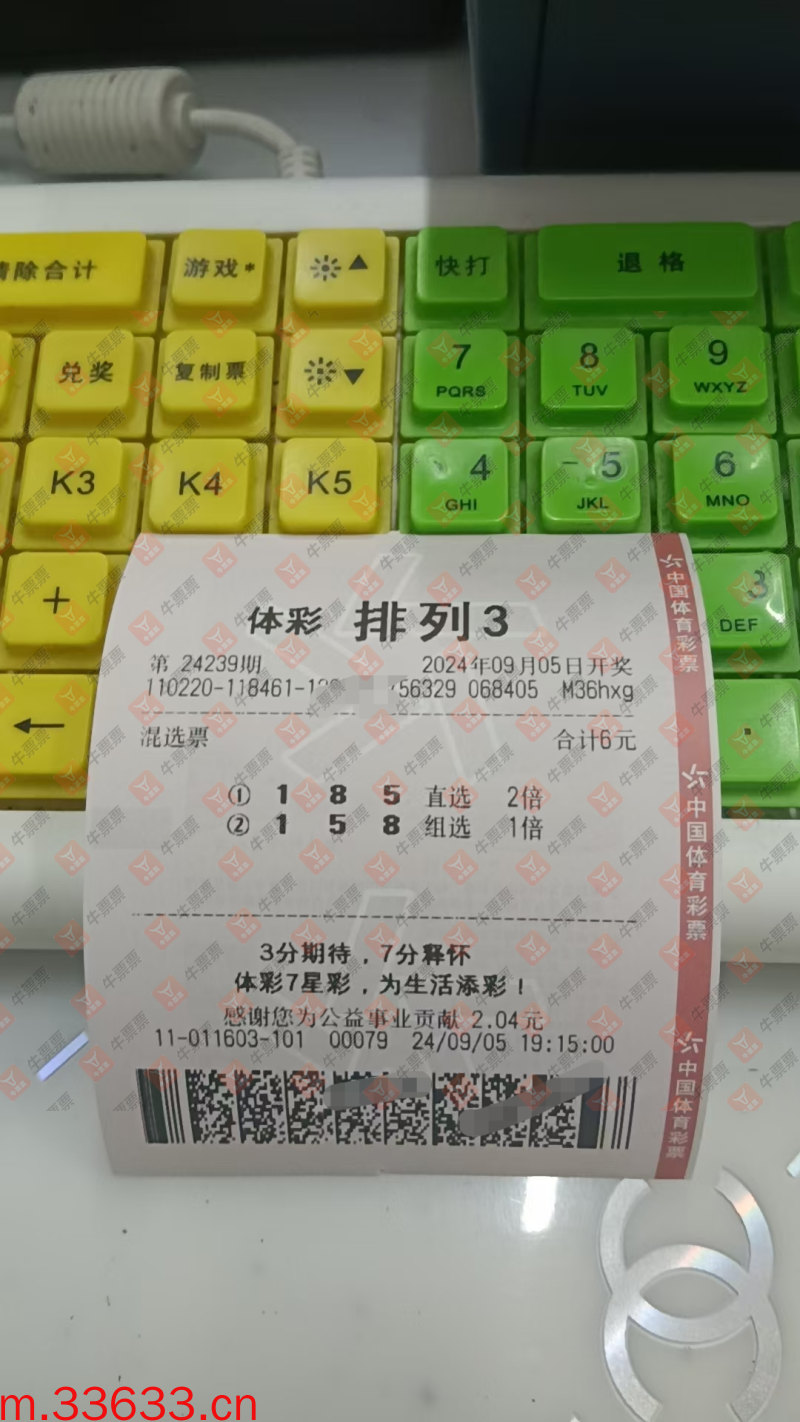 清除合计 游戏* ▲ 快打 退格
兑奖 复制票 ▼ 7 PQRS 8 TUV 9 WXYZ
K3 K4 K5 4 GHI 5 JKL 6 MNO
+ 3 DEF
← .
体彩 排列3
第 24239期 2024年09月05日开奖
110220-118461- 56329 068405 M36hxg
混选票 合计6元
① 1 8 5 直选 2倍
② 1 5 8 组选 1倍
3分期待，7分释怀
体彩7星彩，为生活添彩！
感谢您为公益事业贡献 2.04元
11-011603-101 00079 24/09/05 19:15:00
中国体育彩票
中国体育彩票
中国体育彩票
牛票票
m.33633.cn